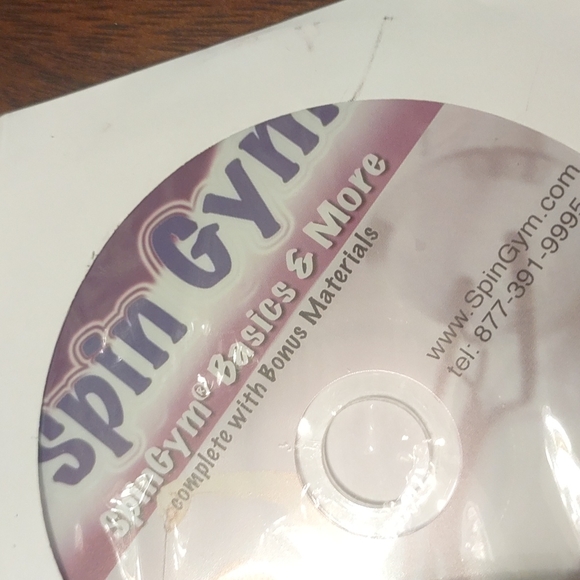 Spin Gym
SpinGym® Basics & More
complete with Bonus Materials
www.SpinGym.com
tel: 877-391-9995